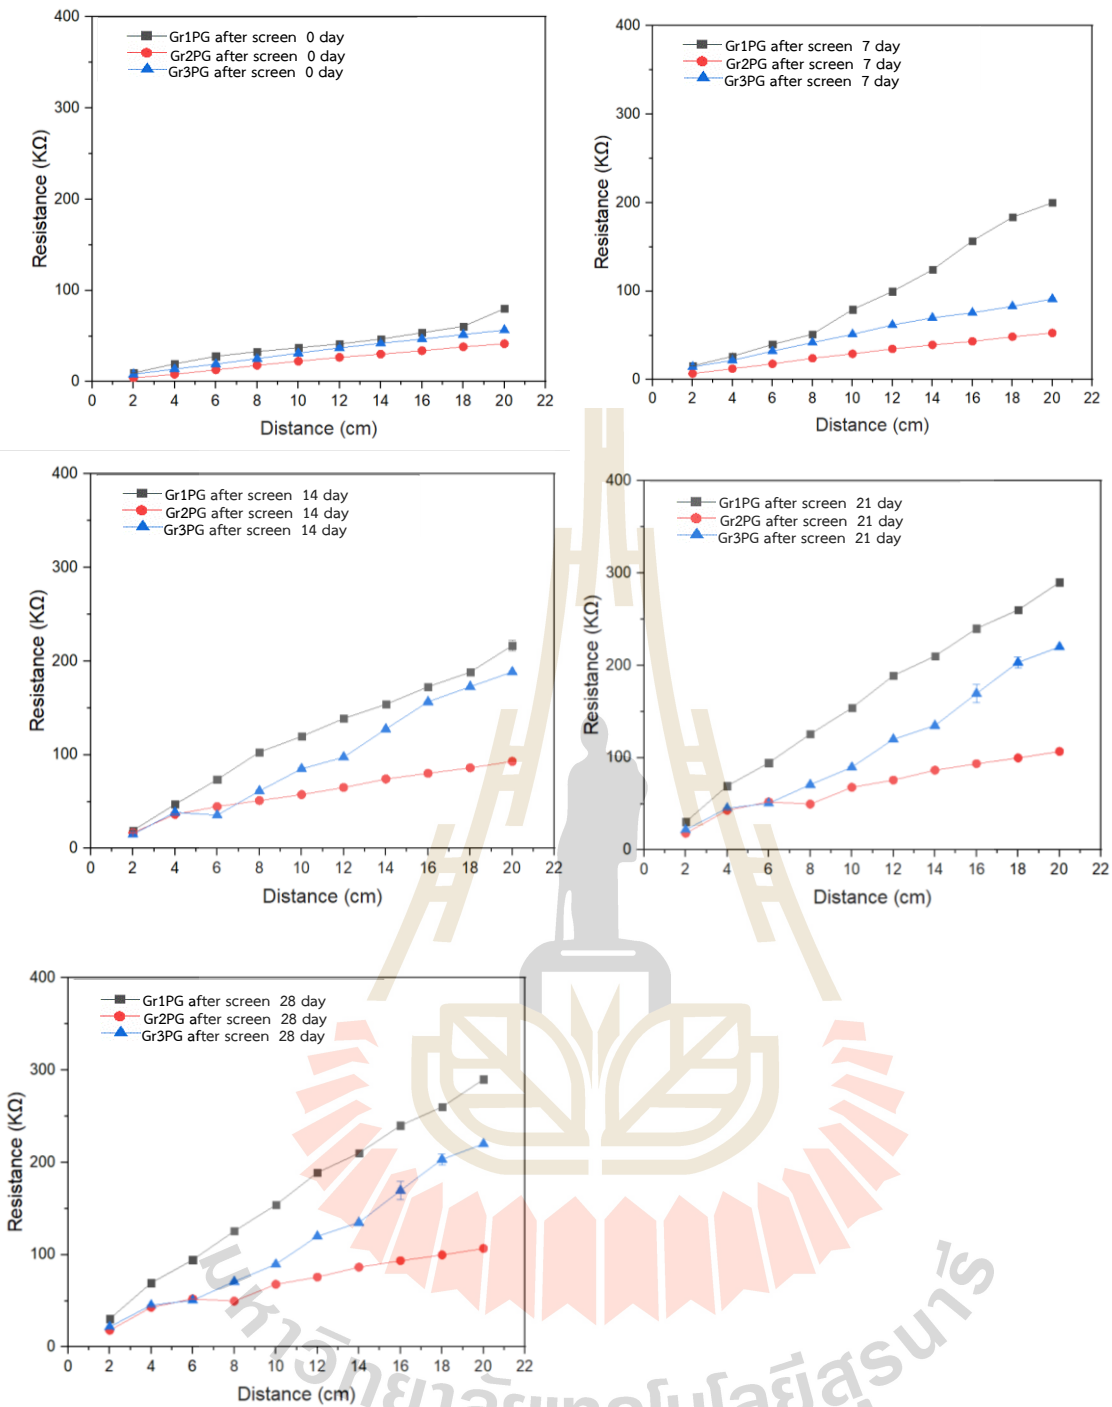 400
300
200
100
0
Resistance (KΩ)
Gr1PG after screen 0 day
Gr2PG after screen 0 day
Gr3PG after screen 0 day
0 2 4 6 8 10 12 14 16 18 20 22
Distance (cm)
400
300
200
100
0
Resistance (KΩ)
Gr1PG after screen 7 day
Gr2PG after screen 7 day
Gr3PG after screen 7 day
0 2 4 6 8 10 12 14 16 18 20 22
Distance (cm)
400
300
200
100
0
Resistance (KΩ)
Gr1PG after screen 14 day
Gr2PG after screen 14 day
Gr3PG after screen 14 day
0 2 4 6 8 10 12 14 16 18 20 22
Distance (cm)
400
300
200
100
0
Resistance (KΩ)
Gr1PG after screen 21 day
Gr2PG after screen 21 day
Gr3PG after screen 21 day
0 2 4 6 8 10 12 14 16 18 20 22
Distance (cm)
400
300
200
100
0
Resistance (KΩ)
Gr1PG after screen 28 day
Gr2PG after screen 28 day
Gr3PG after screen 28 day
0 2 4 6 8 10 12 14 16 18 20 22
Distance (cm)